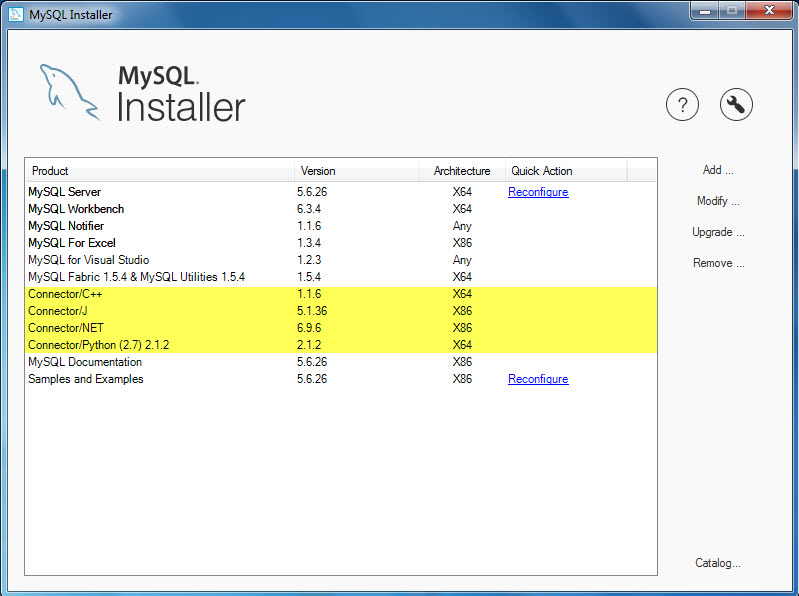 MySQL Installer
MySQL.
Installer
?
Product Version Architecture Quick Action
MySQL Server 5.6.26 X64 Reconfigure
MySQL Workbench 6.3.4 X64
MySQL Notifier 1.1.6 Any
MySQL For Excel 1.3.4 X86
MySQL for Visual Studio 1.2.3 Any
MySQL Fabric 1.5.4 & MySQL Utilities 1.5.4 1.5.4 X64
Connector/C++ 1.1.6 X64
Connector/J 5.1.36 X86
Connector/NET 6.9.6 X86
Connector/Python (2.7) 2.1.2 2.1.2 X64
MySQL Documentation 5.6.26 X86
Samples and Examples 5.6.26 X86 Reconfigure
Add ...
Modify ...
Upgrade ...
Remove ...
Catalog...